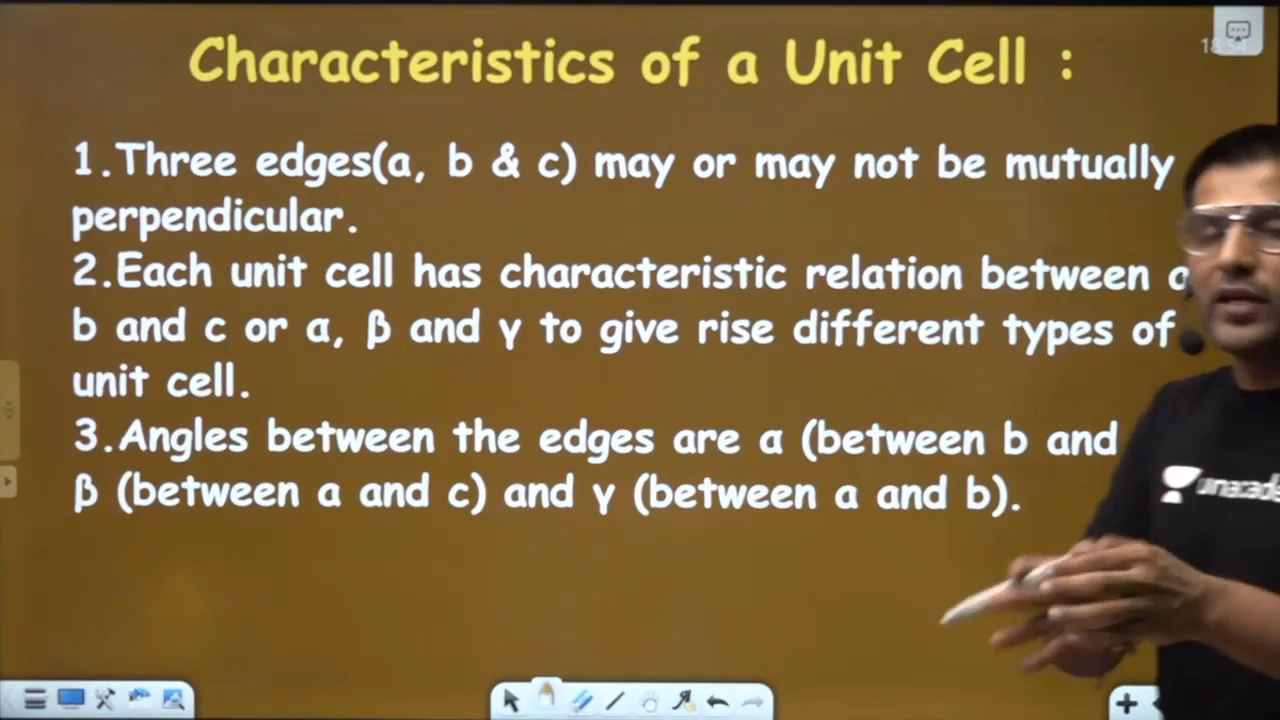 Characteristics of a Unit Cell :
1.Three edges(a, b & c) may or may not be mutually
perpendicular.
2.Each unit cell has characteristic relation between a
b and c or α, β and γ to give rise different types of
unit cell.
3.Angles between the edges are α (between b and
β (between a and c) and γ (between a and b).
unacade